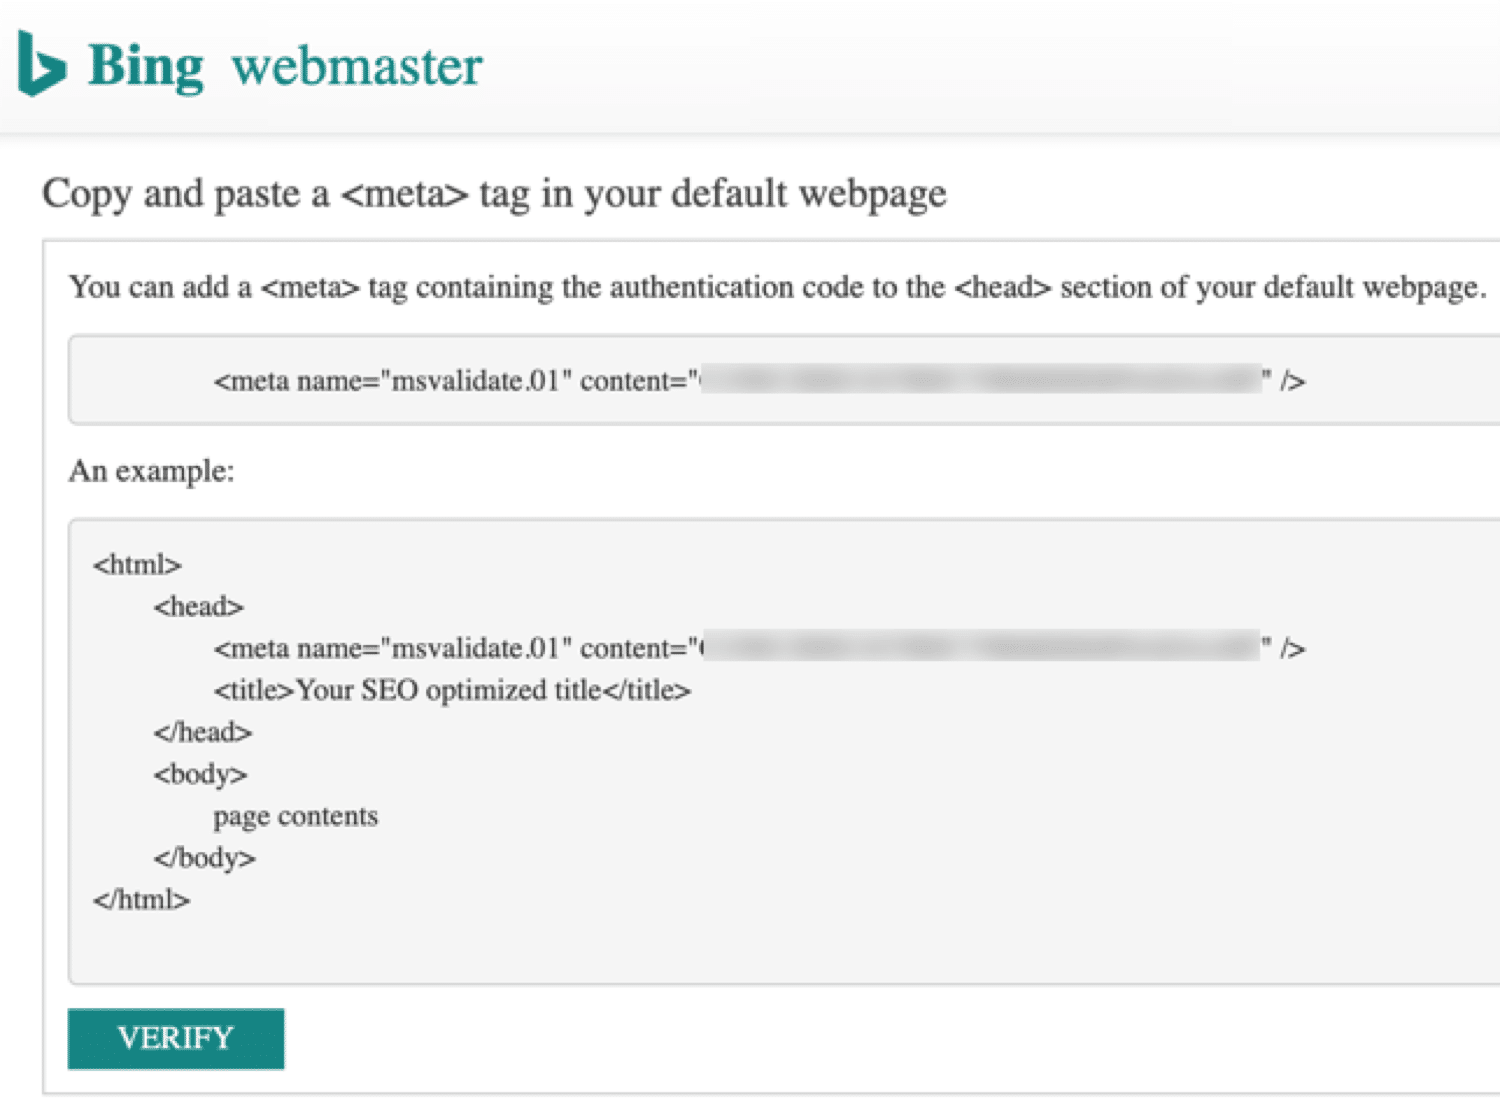 Bing webmaster
Copy and paste a <meta> tag in your default webpage
You can add a <meta> tag containing the authentication code to the <head> section of your default webpage.
<meta name="msvalidate.01" content=" " />
An example:
<html>
<head>
<meta name="msvalidate.01" content=" " />
<title>Your SEO optimized title</title>
</head>
<body>
page contents
</body>
</html>
VERIFY